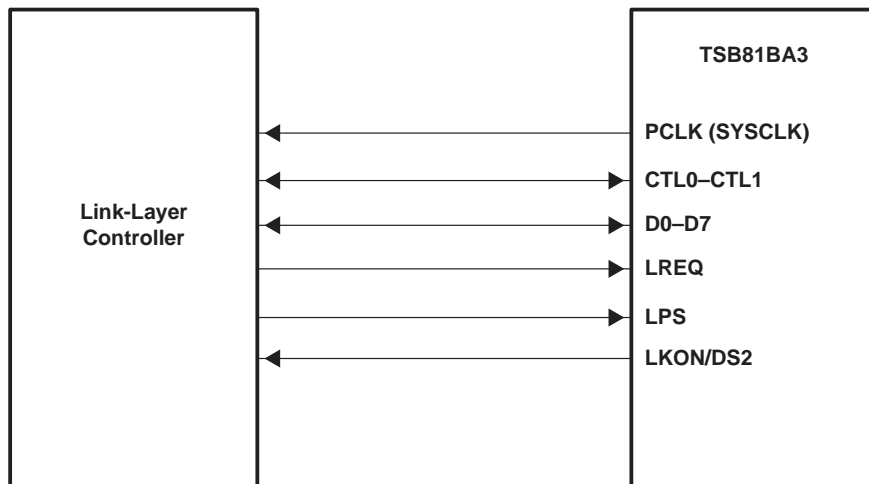 TSB81BA3
PCLK (SYSCLK)
CTL0–CTL1
Link-Layer
Controller
D0–D7
LREQ
LPS
LKON/DS2